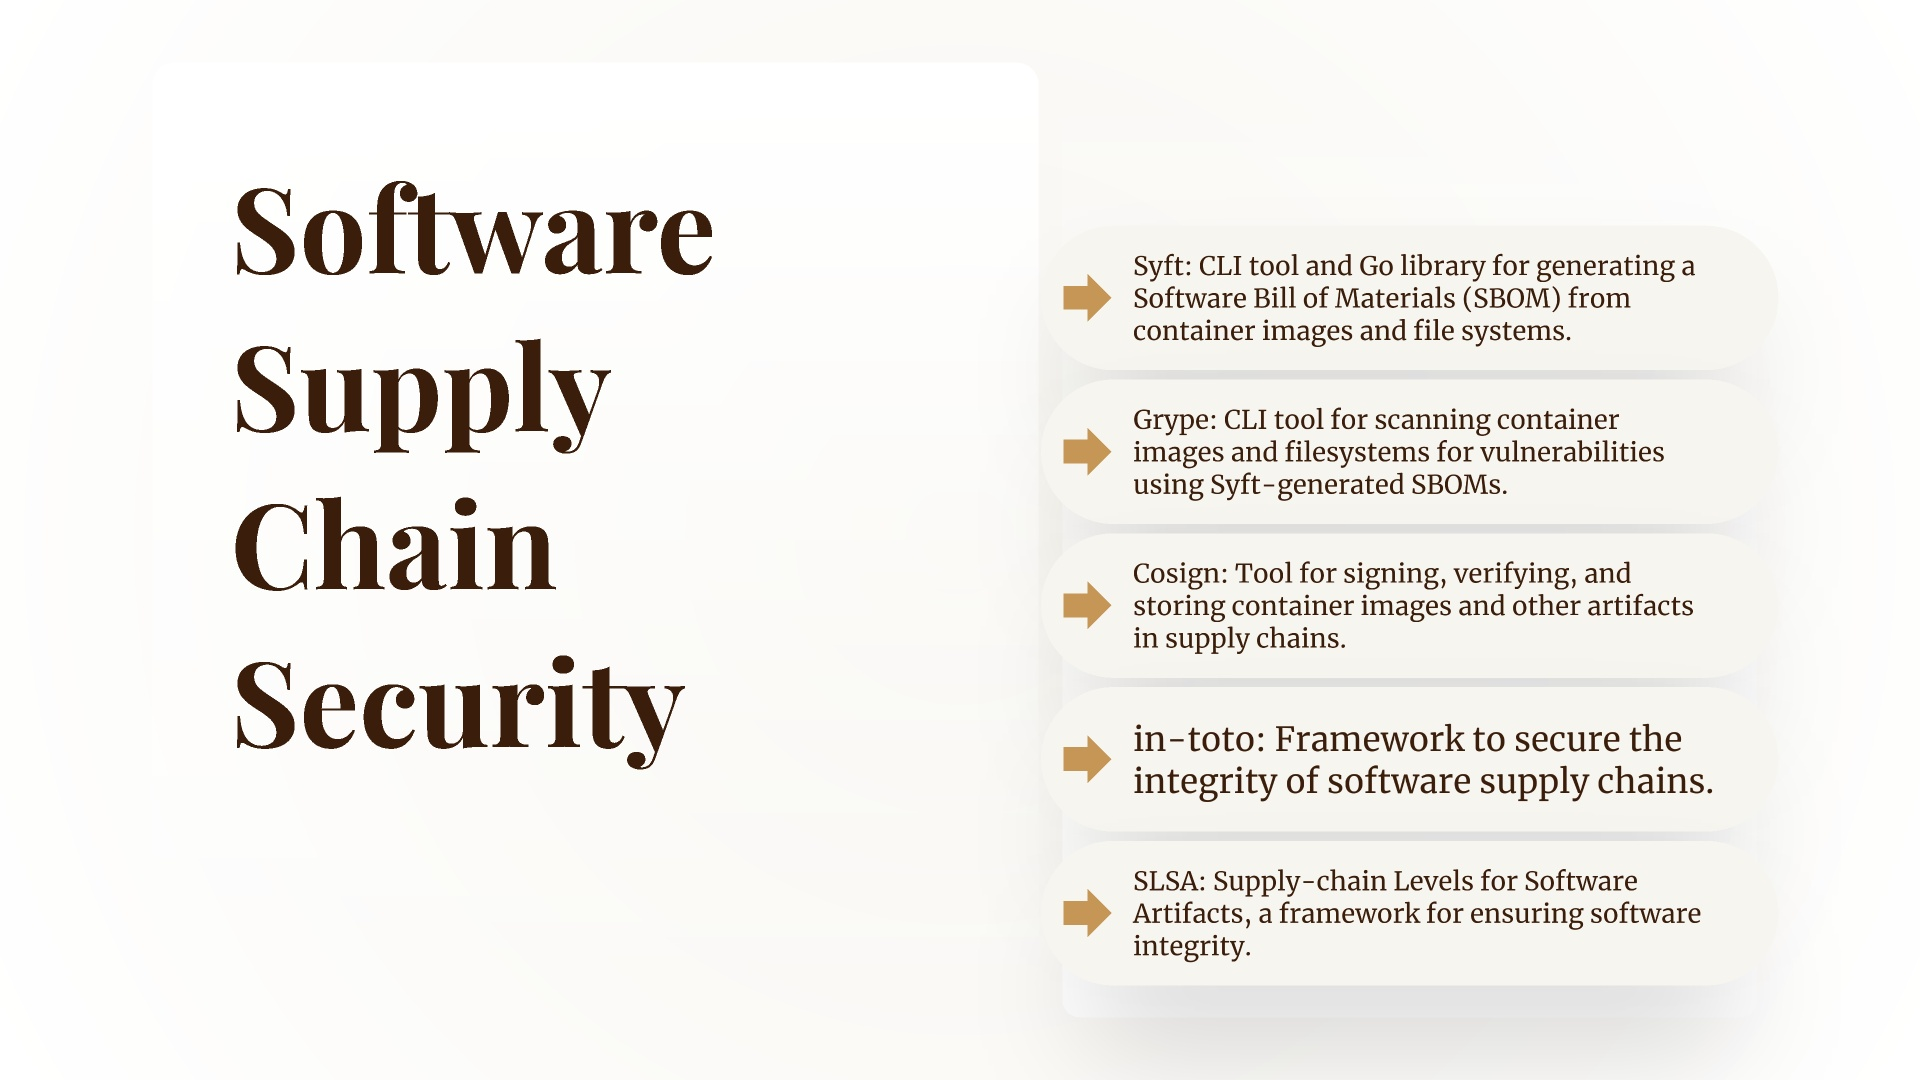 Software
Supply
Chain
Security
Syft: CLI tool and Go library for generating a
Software Bill of Materials (SBOM) from
container images and file systems.
Grype: CLI tool for scanning container
images and filesystems for vulnerabilities
using Syft-generated SBOMs.
Cosign: Tool for signing, verifying, and
storing container images and other artifacts
in supply chains.
in-toto: Framework to secure the
integrity of software supply chains.
SLSA: Supply-chain Levels for Software
Artifacts, a framework for ensuring software
integrity.